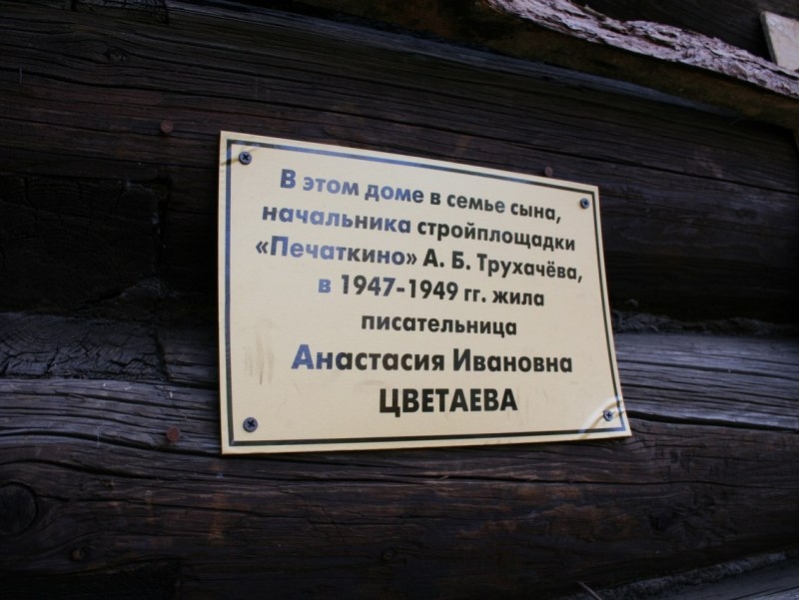 В этом доме в семье сына,
начальника стройплощадки
«Печаткино» А. Б. Трухачёва,
в 1947-1949 гг. жила
писательница
Анастасия Ивановна
ЦВЕТАЕВА